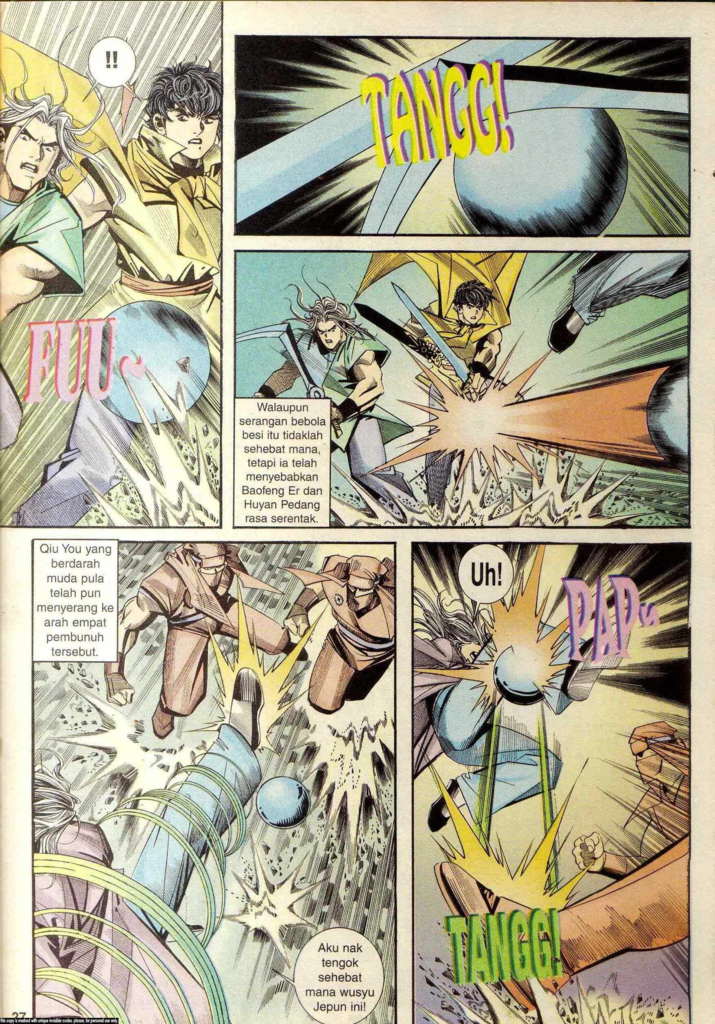 !!
FUU~
TANGG!
Walaupun
serangan bebola
besi itu tidaklah
sehebat mana,
tetapi ia telah
menyebabkan
Baofeng Er dan
Huyan Pedang
rasa serentak.
Qiu You yang
berdarah
muda pula
telah pun
menyerang ke
arah empat
pembunuh
tersebut.
Aku nak
tengok
sehebat
mana wusyu
Jepun ini!
Uh!
PAP
TANGG!
27